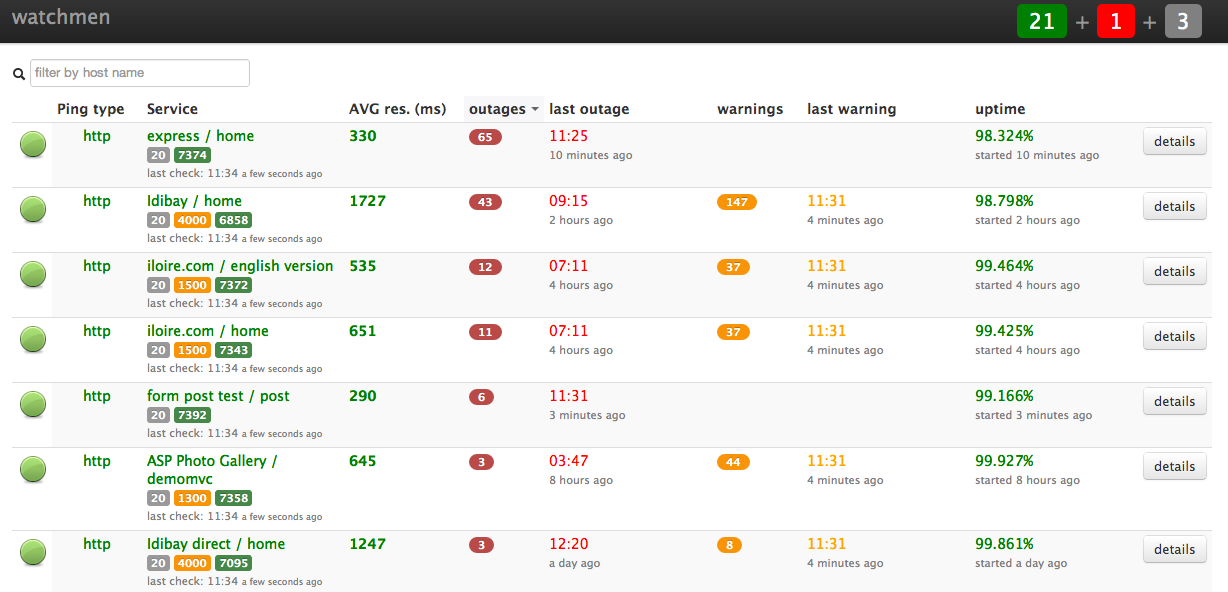 watchmen 21 + 1 + 3
filter by host name
Ping type Service AVG res. (ms) outages last outage warnings last warning uptime
http express / home 330 65 11:25 98.324% details
20 7374 10 minutes ago started 10 minutes ago
last check: 11:34 a few seconds ago
http ldibay / home 1727 43 09:15 147 11:31 98.798% details
20 4000 6858 2 hours ago 4 minutes ago started 2 hours ago
last check: 11:34 a few seconds ago
http iloire.com / english version 535 12 07:11 37 11:31 99.464% details
20 1500 7372 4 hours ago 4 minutes ago started 4 hours ago
last check: 11:34 a few seconds ago
http iloire.com / home 651 11 07:11 37 11:31 99.425% details
20 1500 7343 4 hours ago 4 minutes ago started 4 hours ago
last check: 11:34 a few seconds ago
http form post test / post 290 6 11:31 99.166% details
20 7392 3 minutes ago started 3 minutes ago
last check: 11:34 a few seconds ago
http ASP Photo Gallery / 645 3 03:47 44 11:31 99.927% details
demomvc 8 hours ago 4 minutes ago started 8 hours ago
20 1300 7358
last check: 11:34 a few seconds ago
http ldibay direct / home 1247 3 12:20 8 11:31 99.861% details
20 4000 7095 a day ago 4 minutes ago started a day ago
last check: 11:34 a few seconds ago